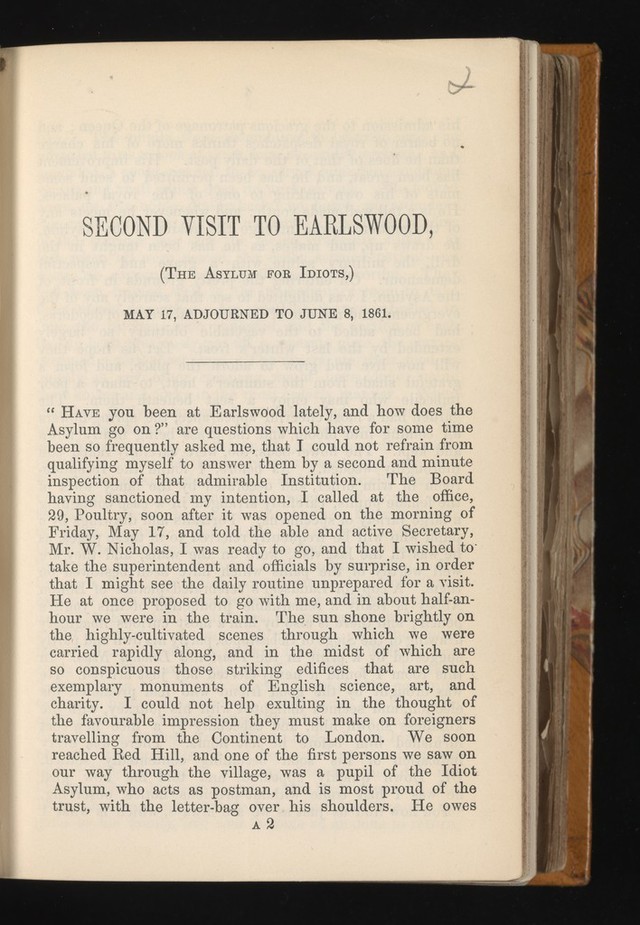 2
SECOND VISIT TO EARLSWOOD,
(THE ASYLUM FOR IDIOTS,)
MAY 17, ADJOURNED TO JUNE 8, 1861.
“ HAVE you been at Earlswood lately, and how does the
Asylum go on?” are questions which have for some time
been so frequently asked me, that I could not refrain from
qualifying myself to answer them by a second and minute
inspection of that admirable Institution. The Board
having sanctioned my intention, I called at the office,
29, Poultry, soon after it was opened on the morning of
Friday, May 17, and told the able and active Secretary,
Mr. W. Nicholas, I was ready to go, and that I wished to
take the superintendent and officials by surprise, in order
that I might see the daily routine unprepared for a visit.
He at once proposed to go with me, and in about half-an-
hour we were in the train. The sun shone brightly on
the highly-cultivated scenes through which we were
carried rapidly along, and in the midst of which are
so conspicuous those striking edifices that are such
exemplary monuments of English science, art, and
charity. I could not help exulting in the thought of
the favourable impression they must make on foreigners
travelling from the Continent to London. We soon
reached Red Hill, and one of the first persons we saw on
our way through the village, was a pupil of the Idiot
Asylum, who acts as postman, and is most proud of the
trust, with the letter-bag over his shoulders. He owes
A 2